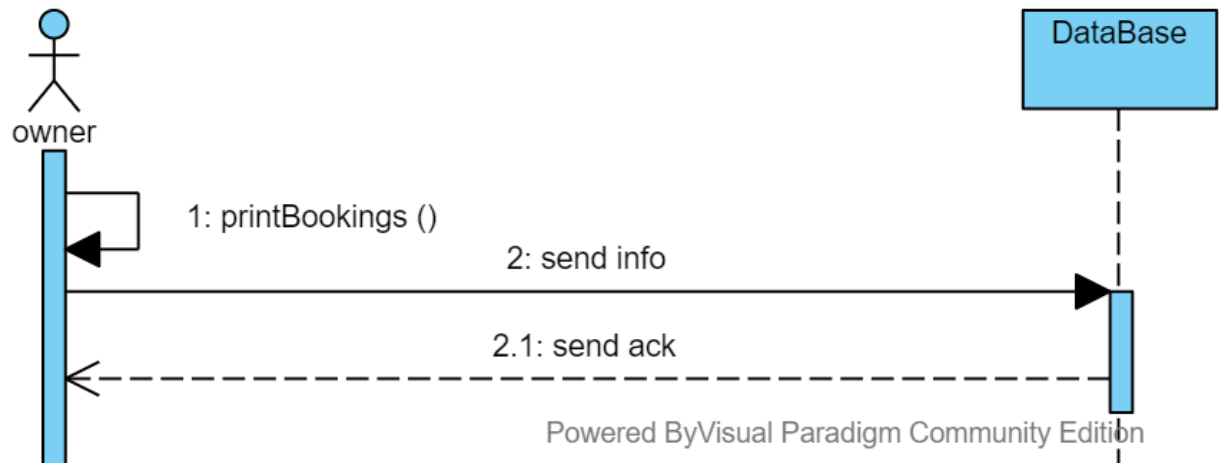 DataBase
owner
1: printBookings ()
2: send info
2.1: send ack
Powered ByVisual Paradigm Community Edition